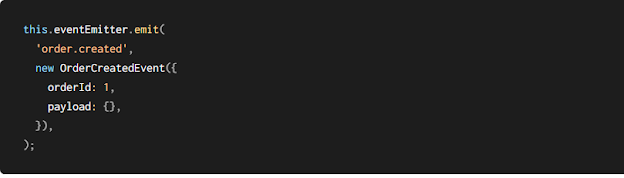 this.eventEmitter.emit(
  'order.created',
  new OrderCreatedEvent({
    orderId: 1,
    payload: {},
  }),
);